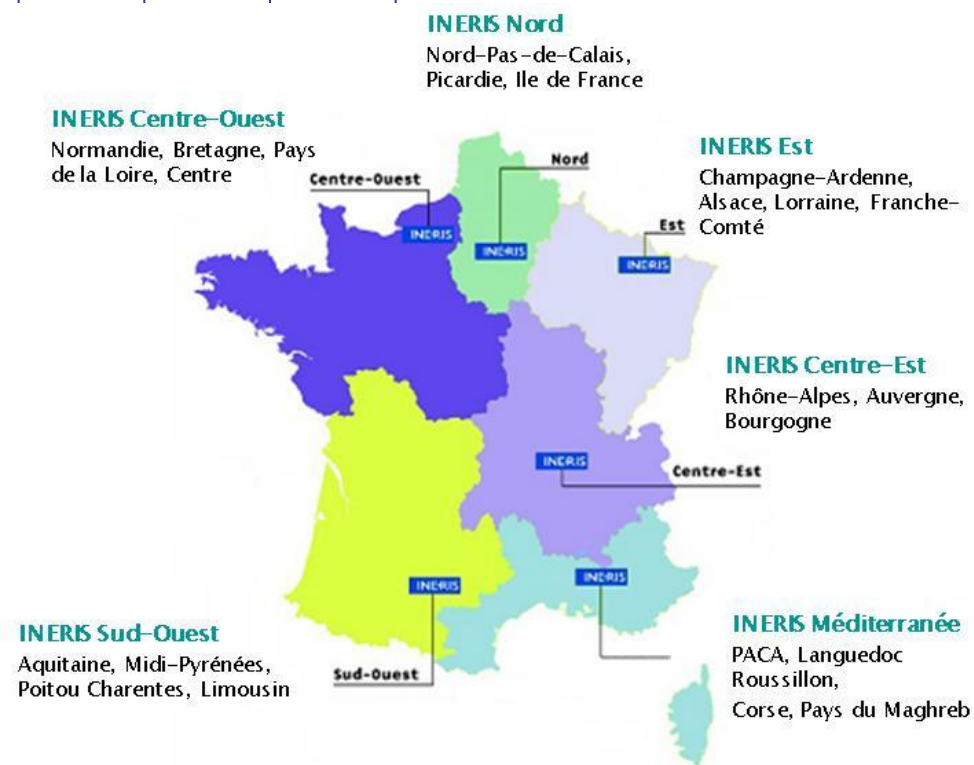 INERIS Nord
Nord-Pas-de-Calais,
Picardie, Ile de France
INERIS Centre-Ouest
Normandie, Bretagne, Pays
de la Loire, Centre
INERIS Est
Champagne-Ardenne,
Alsace, Lorraine, Franche-
Comté
Nord
Centre-Ouest
Est
INERIS
INERIS
INERIS
INERIS Centre-Est
Rhône-Alpes, Auvergne,
Bourgogne
INERIS
Centre-Est
INERIS
INERIS
INERIS Sud-Ouest
Aquitaine, Midi-Pyrénées,
Poitou Charentes, Limousin
Sud-Ouest
INERIS Méditerranée
PACA, Languedoc
Roussillon,
Corse, Pays du Maghreb